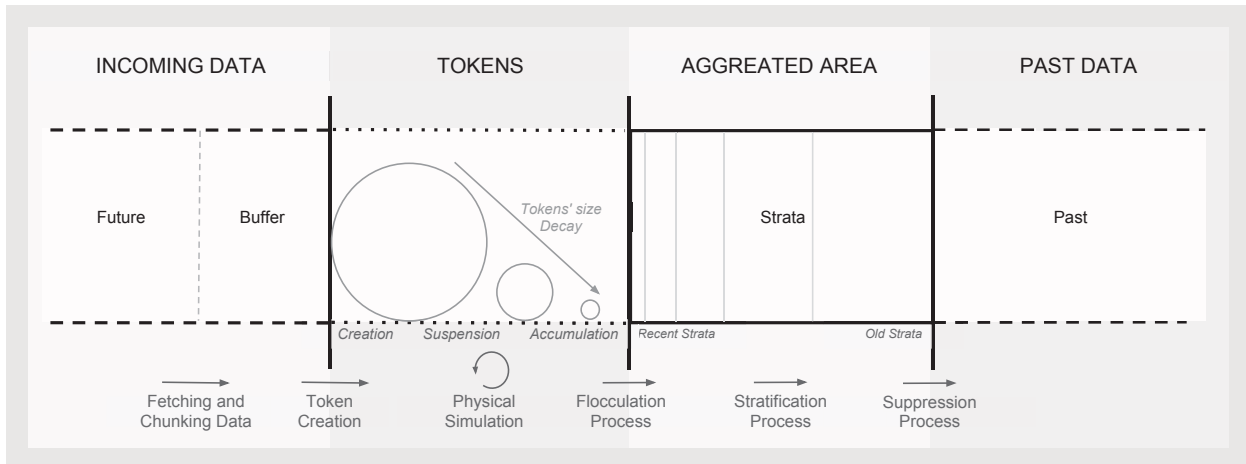 INCOMING DATA
TOKENS
AGGREATED AREA
PAST DATA
Future
Buffer
Tokens' size
Decay
Strata
Past
Creation
Suspension
Accumulation
Recent Strata
Old Strata
Fetching and
Chunking Data
Token
Creation
Physical
Simulation
Flocculation
Process
Stratification
Process
Suppression
Process